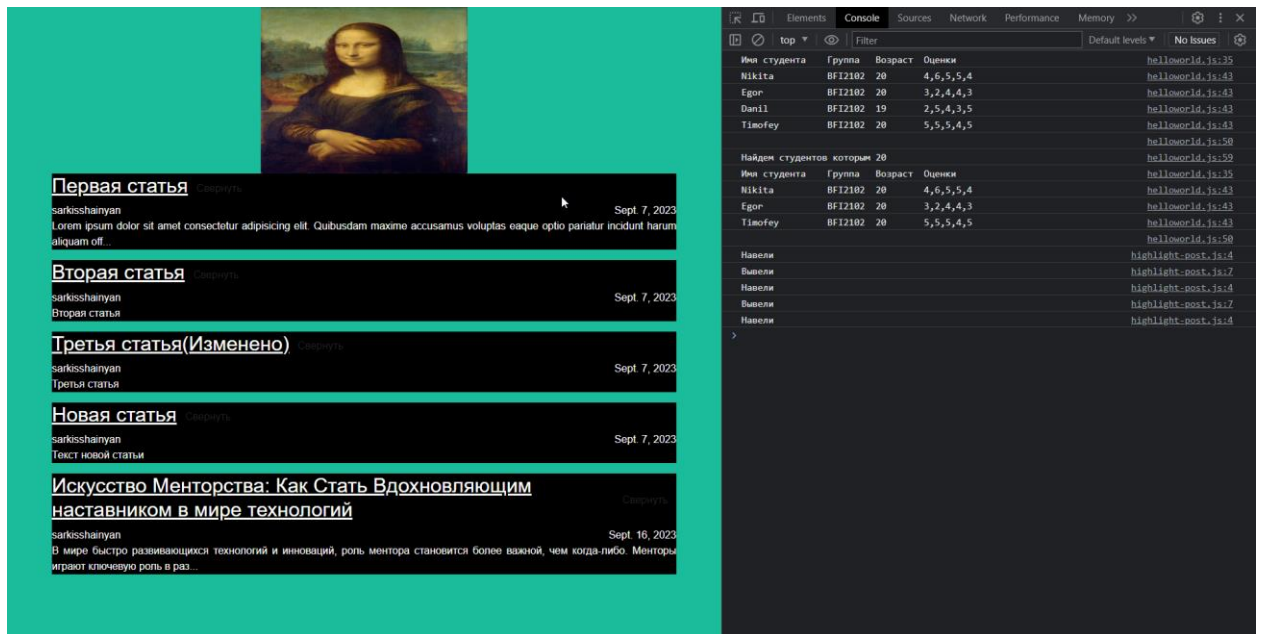 Первая статья Свернуть
sarkisshainyan Sept. 7, 2023
Lorem ipsum dolor sit amet consectetur adipisicing elit. Quibusdam maxime accusamus voluptas eaque optio pariatur incidunt harum
aliquam off...
Вторая статья Свернуть
sarkisshainyan Sept. 7, 2023
Вторая статья
Третья статья(Изменено) Свернуть
sarkisshainyan Sept. 7, 2023
Третья статья
Новая статья Свернуть
sarkisshainyan Sept. 7, 2023
Текст новой статьи
Искусство Менторства: Как Стать Вдохновляющим
наставником в мире технологий
Свернуть
sarkisshainyan Sept. 16, 2023
В мире быстро развивающихся технологий и инноваций, роль ментора становится более важной, чем когда-либо. Менторы
играют ключевую роль в раз...
Elements Console Sources Network Performance Memory
top Filter Default levels No Issues
Имя студента Группа Возраст Оценки helloworld.js:35
Nikita BFI2102 20 4,6,5,5,4 helloworld.js:43
Egor BFI2102 20 3,2,4,4,3 helloworld.js:43
Danil BFI2102 19 2,5,4,3,5 helloworld.js:43
Timofey BFI2102 20 5,5,5,4,5 helloworld.js:43
helloworld.js:50
Найдем студентов которым 20 helloworld.js:59
Имя студента Группа Возраст Оценки helloworld.js:35
Nikita BFI2102 20 4,6,5,5,4 helloworld.js:43
Egor BFI2102 20 3,2,4,4,3 helloworld.js:43
Timofey BFI2102 20 5,5,5,4,5 helloworld.js:43
helloworld.js:50
Навели highlight-post.js:4
Вывели highlight-post.js:7
Навели highlight-post.js:4
Вывели highlight-post.js:7
Навели highlight-post.js:4